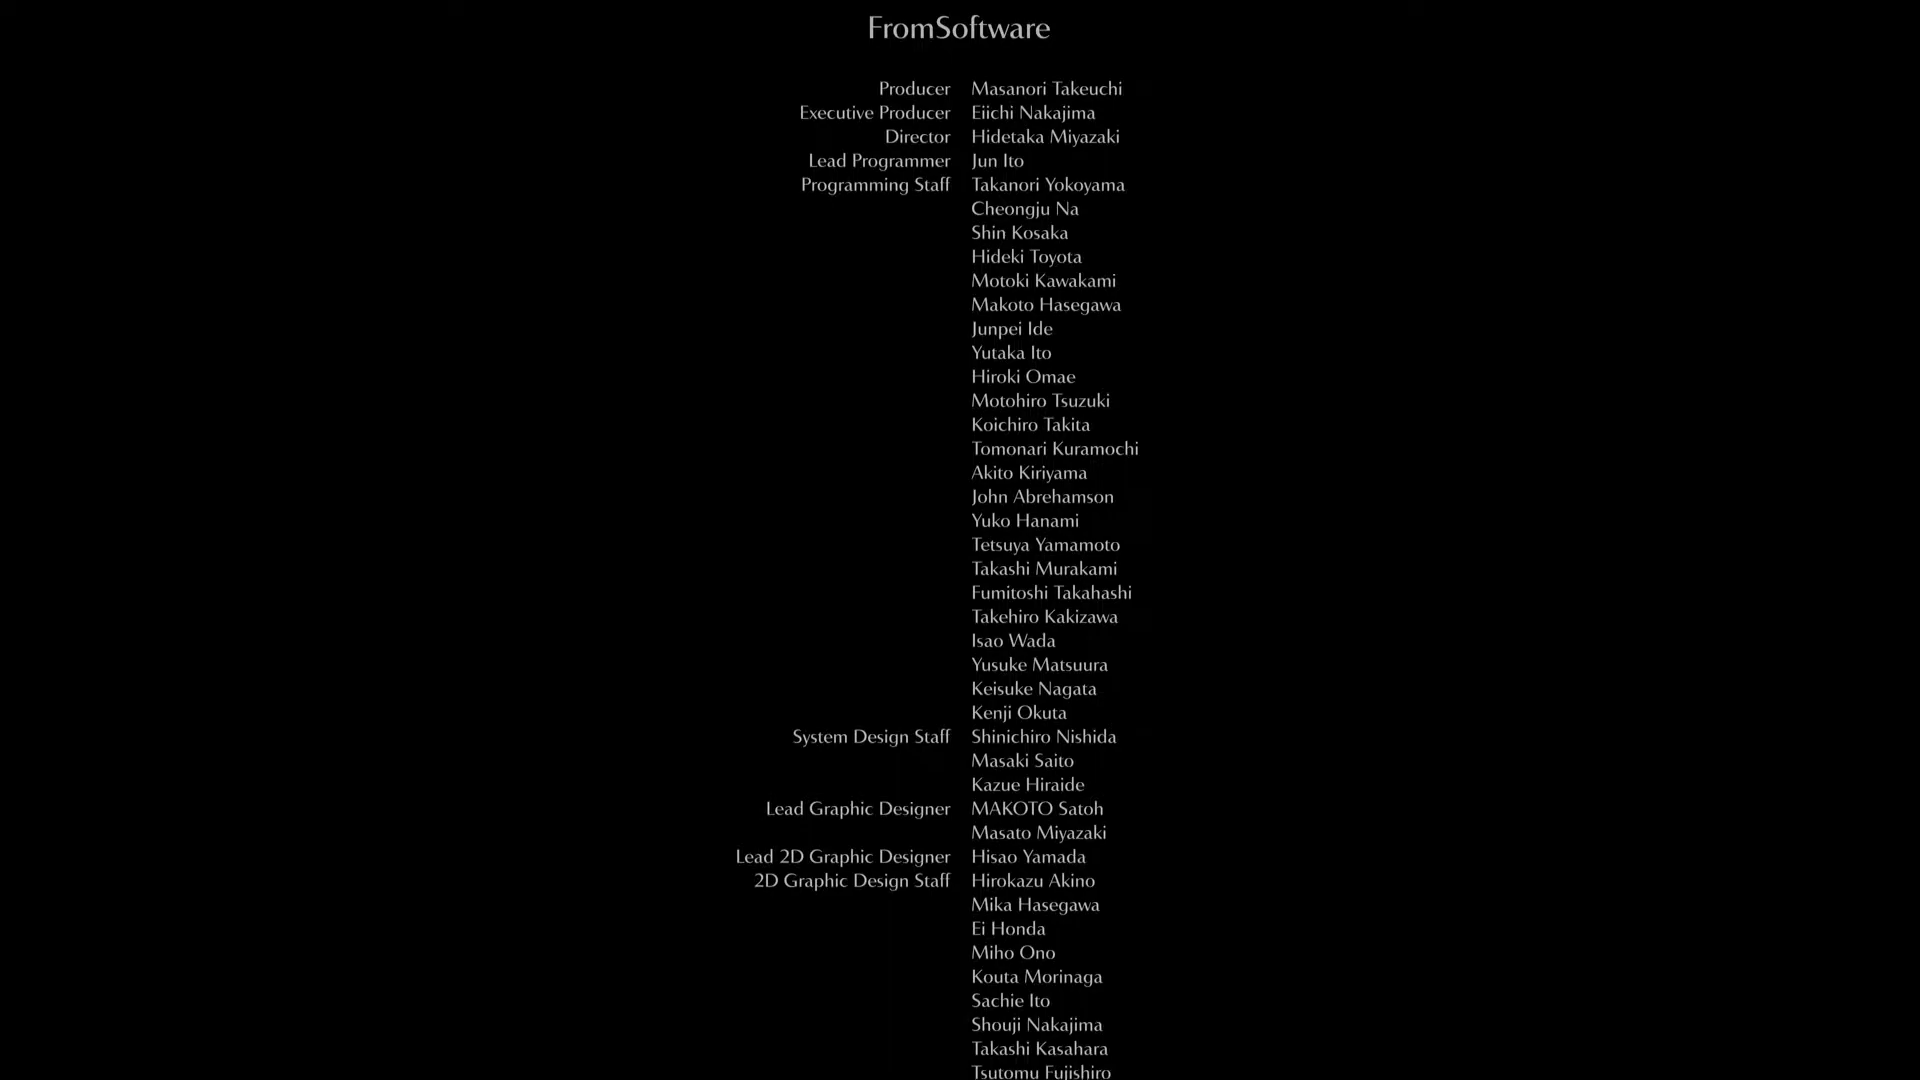 FromSoftware
Producer Masanori Takeuchi
Executive Producer Eiichi Nakajima
Director Hidetaka Miyazaki
Lead Programmer Jun Ito
Programming Staff Takanori Yokoyama
Cheongju Na
Shin Kosaka
Hideki Toyota
Motoki Kawakami
Makoto Hasegawa
Junpei Ide
Yutaka Ito
Hiroki Omae
Motohiro Tsuzuki
Koichiro Takita
Tomonari Kuramochi
Akito Kiriyama
John Abrehamson
Yuko Hanami
Tetsuya Yamamoto
Takashi Murakami
Fumitoshi Takahashi
Takehiro Kakizawa
Isao Wada
Yusuke Matsuura
Keisuke Nagata
Kenji Okuta
System Design Staff Shinichiro Nishida
Masaki Saito
Kazue Hiraide
Lead Graphic Designer MAKOTO Satoh
Masato Miyazaki
Lead 2D Graphic Designer Hisao Yamada
2D Graphic Design Staff Hirokazu Akino
Mika Hasegawa
Ei Honda
Miho Ono
Kouta Morinaga
Sachie Ito
Shouji Nakajima
Takashi Kasahara
Tsutomu Fujishiro